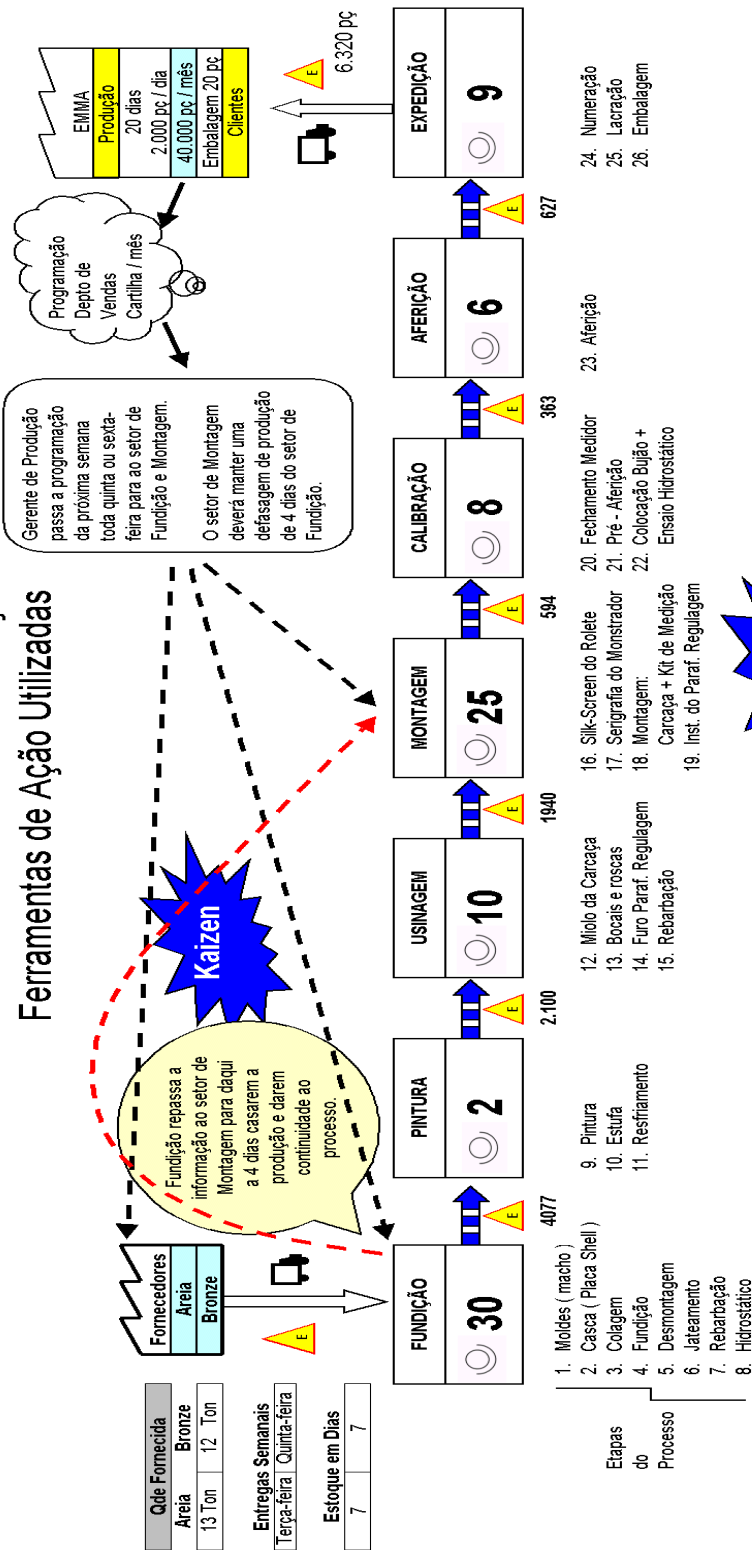 Ferramentas de Ação Utilizadas
Qde Fornecida
Areia Bronze
13 Ton 12 Ton
Entregas Semanais
Terça-feira Quinta-feira
Estoque em Dias
7 7
Fornecedores
Areia
Bronze
E
Fundição repassa a
informação ao setor de
Montagem para daqui
a 4 dias casarem a
produção e darem
continuidade ao
processo.
Kaizen
Gerente de Produção
passa a programação
da próxima semana
toda quinta ou sexta-
feira para ao setor de
Fundição e Montagem.
O setor de Montagem
deverá manter uma
defasagem de produção
de 4 dias do setor de
Fundição.
Programação
Depto de
Vendas
Cartilha / mês
EMMA
Produção
20 dias
2.000 pç / dia
40.000 pç / mês
Embalagem 20 pç
Clientes
E
6.320 pç
FUNDIÇÃO
30
E
4077
PINTURA
2
E
2.100
USINAGEM
10
E
1940
MONTAGEM
25
E
594
CALIBRAÇÃO
8
E
363
AFERIÇÃO
6
E
627
EXPEDIÇÃO
9
Etapas
do
Processo
1. Moldes ( macho )
2. Casca ( Placa Shell )
3. Colagem
4. Fundição
5. Desmontagem
6. Jateamento
7. Rebarbação
8. Hidrostático
9. Pintura
10. Estufa
11. Resfriamento
12. Miolo da Carcaça
13. Bocais e roscas
14. Furo Paraf. Regulagem
15. Rebarbação
16. Silk-Screen do Rolete
17. Serigrafia do Monstrador
18. Montagem:
Carcaça + Kit de Medição
19. Inst. do Paraf. Regulagem
20. Fechamento Medidor
21. Pré - Aferição
22. Colocação Bujão +
Ensaio Hidrostático
23. Aferição
24. Numeração
25. Lacração
26. Embalagem